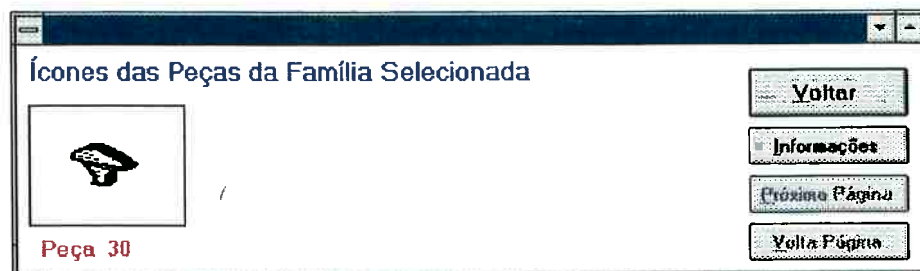 Ícones das Peças da Família Selecionada
Voltar
Informações
Próxima Página
Volta Página
Peça 30